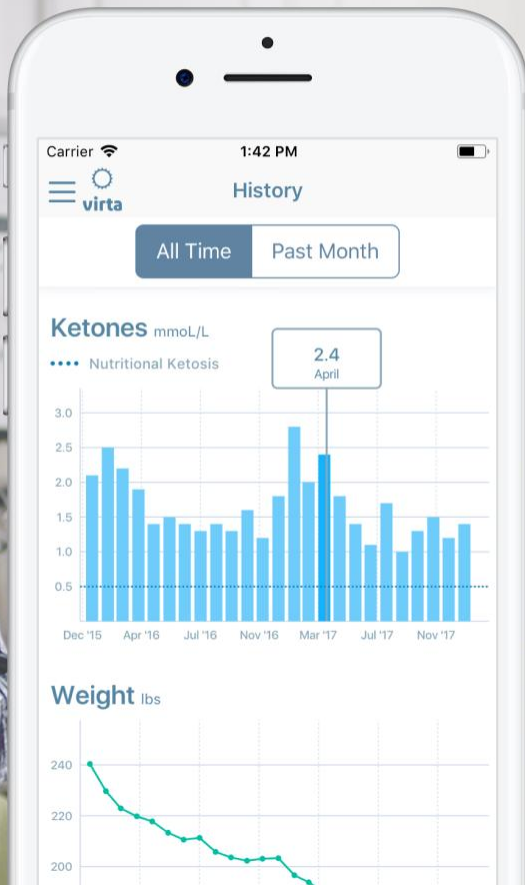 Carrier 1:42 PM
virta
History
All Time Past Month
Ketones mmoL/L
Nutritional Ketosis
2.4
April
3.0
2.5
2.0
1.5
1.0
0.5
Dec '15 Apr '16 Jul '16 Nov '16 Mar '17 Jul '17 Nov '17
Weight lbs
240
220
200